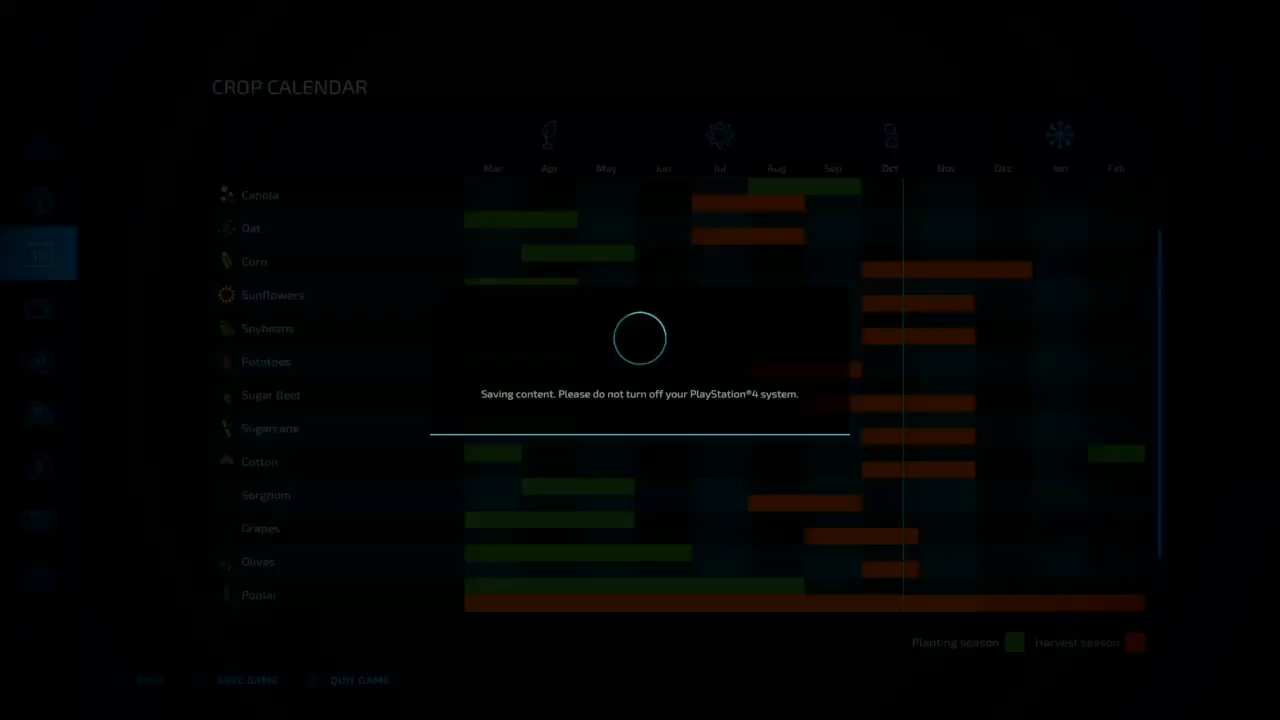 CROP CALENDAR
Mar Apr May Jun Jul Aug Sep Oct Nov Dec Jan Feb
Canola
Oat
Corn
Sunflowers
Soybeans
Potatoes
Sugar Beet
Sugarcane
Cotton
Sorghum
Grapes
Olives
Poplar
Saving content. Please do not turn off your PlayStation®4 system.
Planting season Harvest season
BACK SAVE GAME QUIT GAME